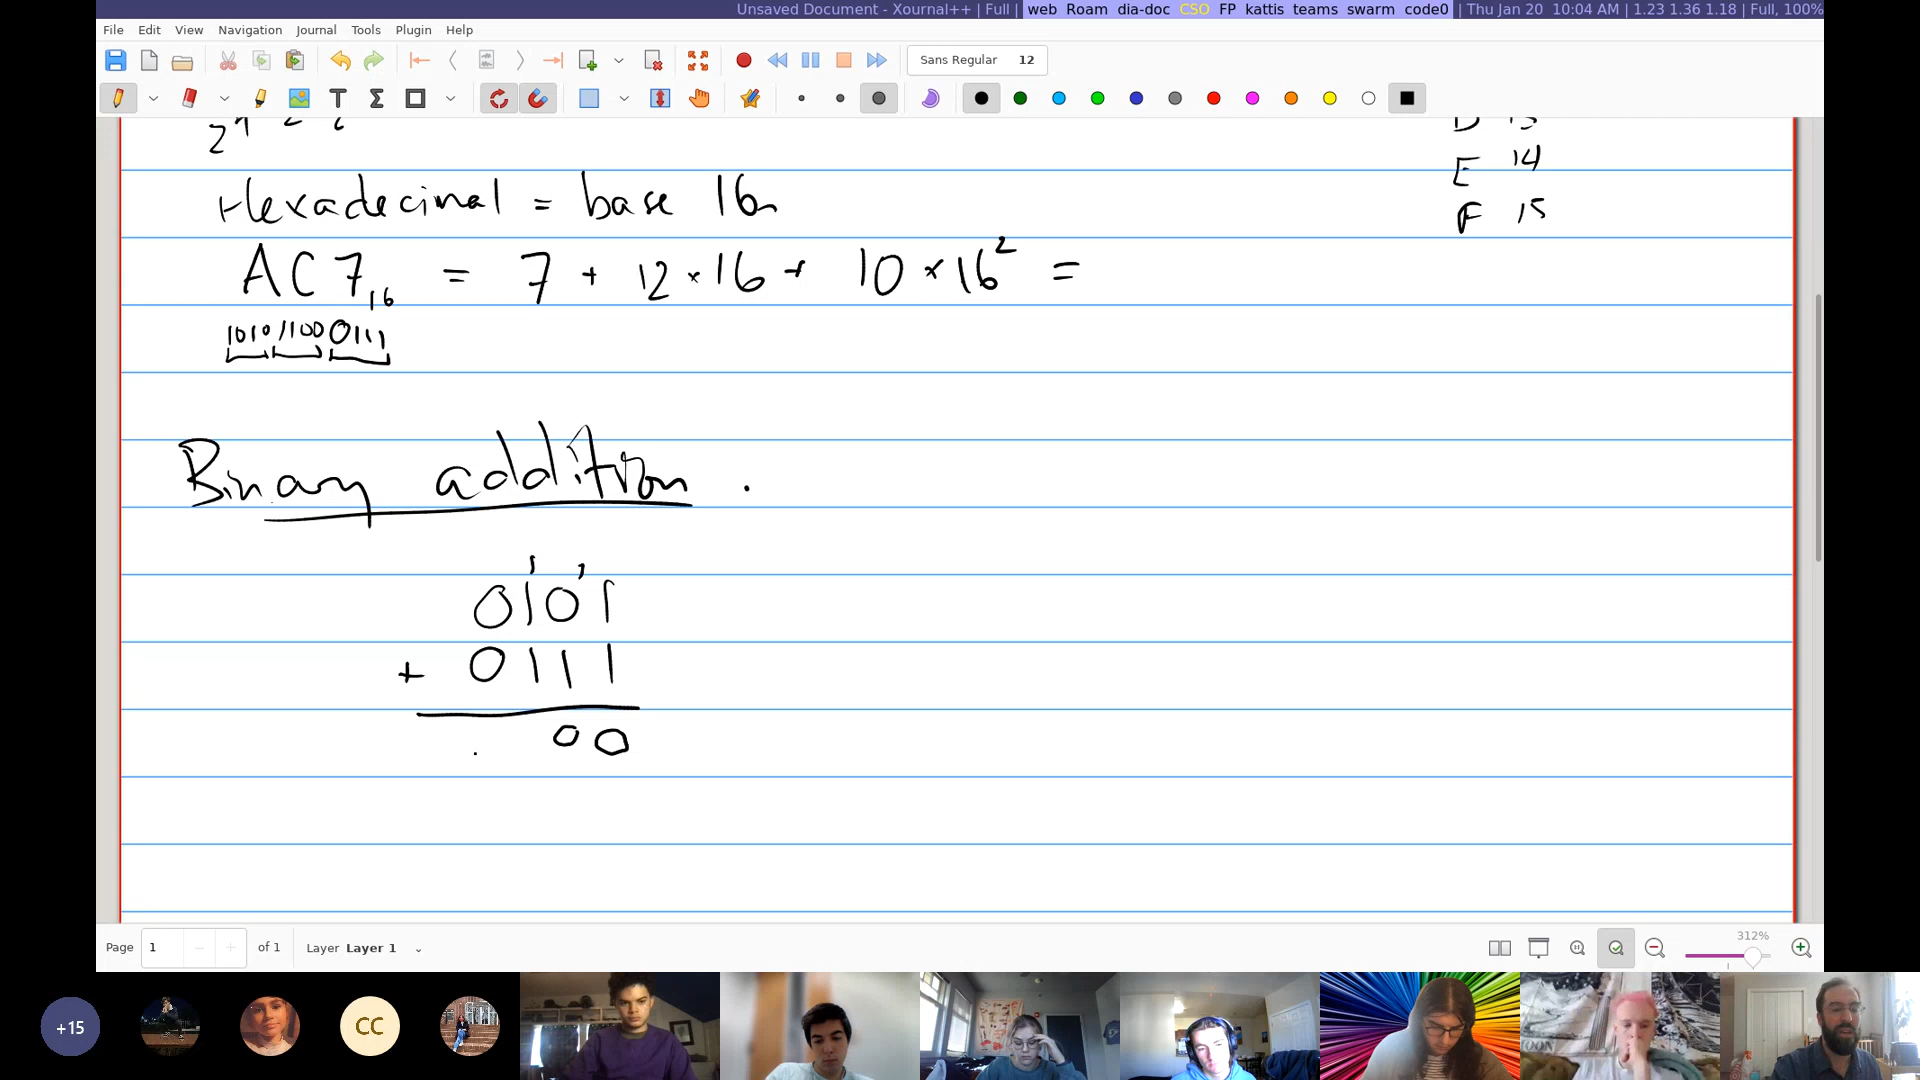 Unsaved Document - Xournal++ | Full | web Roam dia-doc CSO FP kattis teams swarm code0 | Thu Jan 20 10:04 AM | 1.23 1.36 1.18 | Full, 100%
File Edit View Navigation Journal Tools Plugin Help
Sans Regular 12
D 13
E 14
F 15
Hexadecimal = base 16
AC7₁₆ = 7 + 12 × 16 + 10 × 16² =
1010 1100 0111
Binary addition .
1 1
0101
+ 0111
00
Page 1 of 1 Layer Layer 1 312%
+15 CC